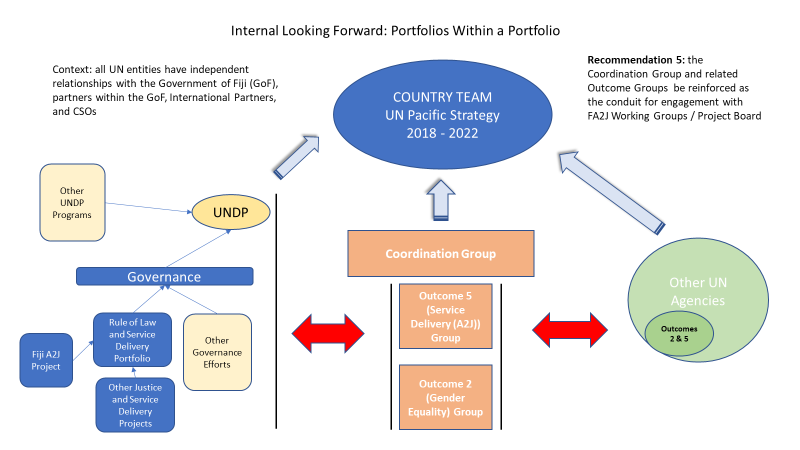 Internal Looking Forward: Portfolios Within a Portfolio
Context: all UN entities have independent
relationships with the Government of Fiji (GoF),
partners within the GoF, International Partners,
and CSOs
COUNTRY TEAM
UN Pacific Strategy
2018 - 2022
Recommendation 5: the
Coordination Group and related
Outcome Groups be reinforced as
the conduit for engagement with
FA2J Working Groups / Project Board
Other
UNDP
Programs
UNDP
Governance
Rule of Law
and Service
Delivery
Portfolio
Fiji A2J
Project
Other
Governance
Efforts
Other Justice
and Service
Delivery
Projects
Coordination Group
Outcome 5
(Service
Delivery (A2J))
Group
Outcome 2
(Gender
Equality) Group
Other UN
Agencies
Outcomes
2 & 5